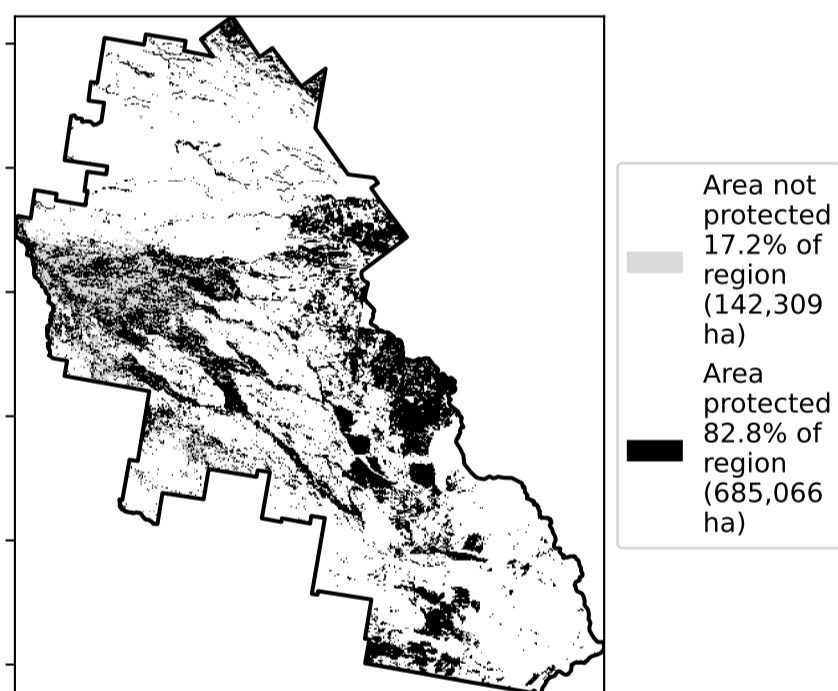 Area not
protected
17.2% of
region
(142,309
ha)
Area
protected
82.8% of
region
(685,066
ha)